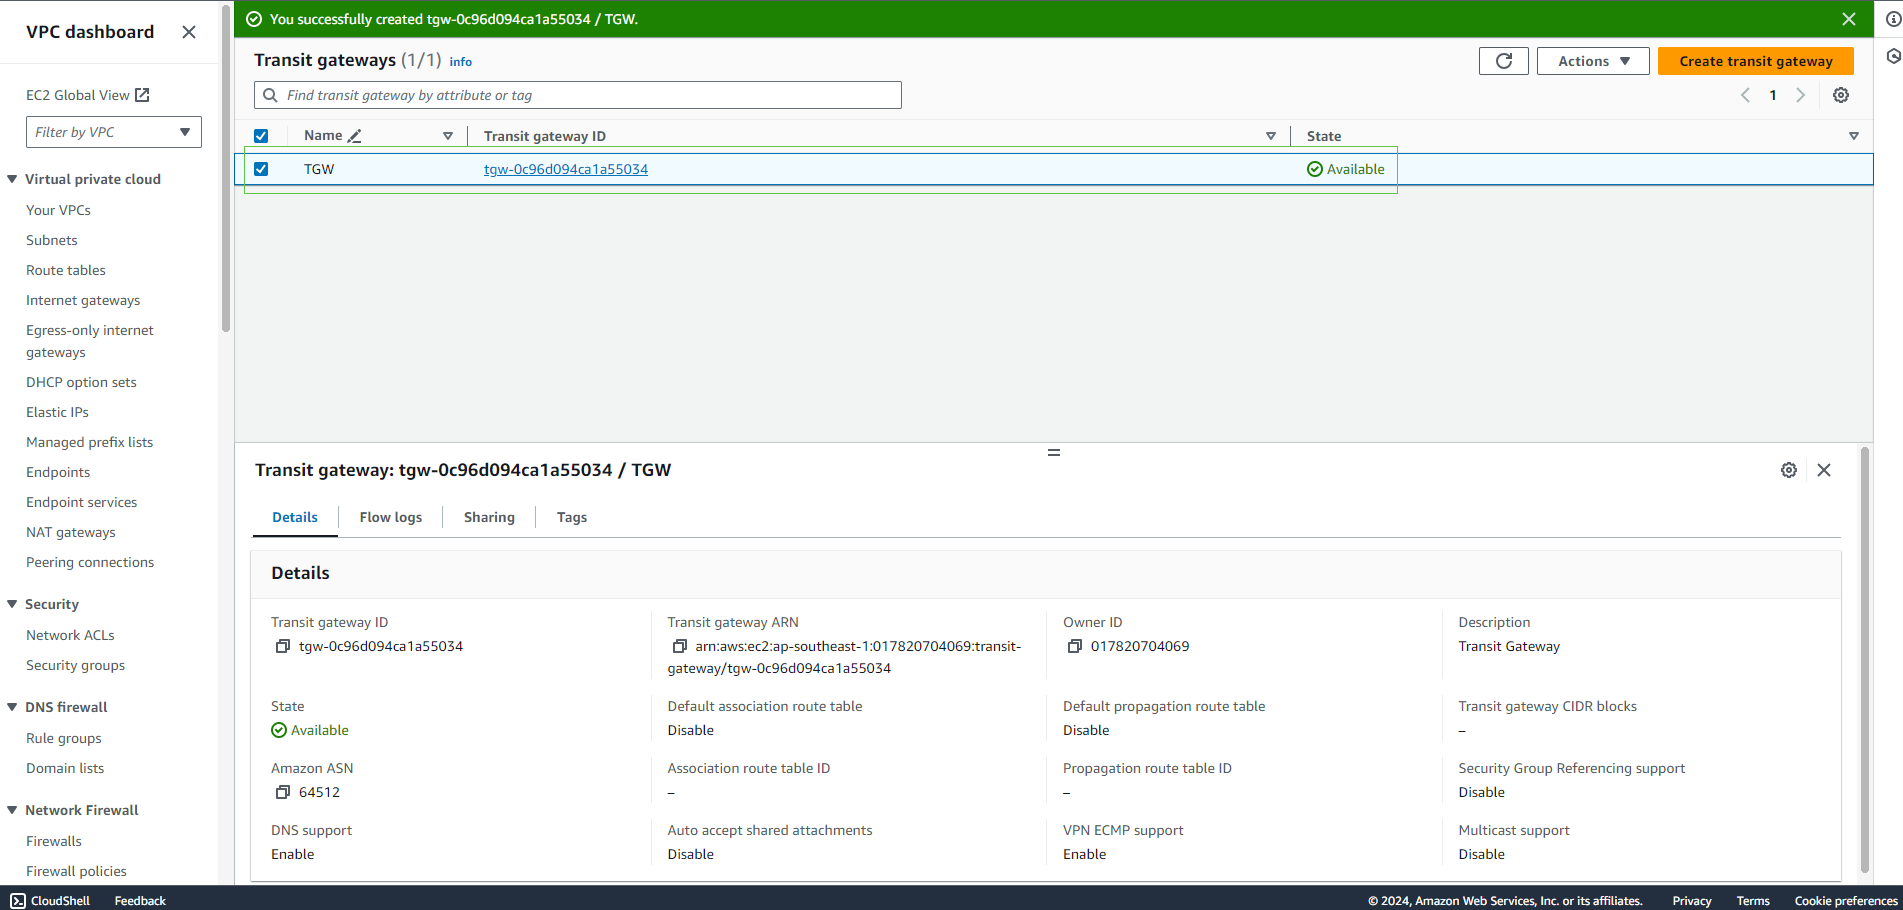 You successfully created tgw-0c96d094ca1a55034 / TGW.
VPC dashboard
EC2 Global View
Filter by VPC
Virtual private cloud
Your VPCs
Subnets
Route tables
Internet gateways
Egress-only internet
gateways
DHCP option sets
Elastic IPs
Managed prefix lists
Endpoints
Endpoint services
NAT gateways
Peering connections
Security
Network ACLs
Security groups
DNS firewall
Rule groups
Domain lists
Network Firewall
Firewalls
Firewall policies
Transit gateways (1/1) info
Actions
Create transit gateway
Find transit gateway by attribute or tag
1
Name Transit gateway ID State
TGW tgw-0c96d094ca1a55034 Available
Transit gateway: tgw-0c96d094ca1a55034 / TGW
Details Flow logs Sharing Tags
Details
Transit gateway ID
tgw-0c96d094ca1a55034
Transit gateway ARN
arn:aws:ec2:ap-southeast-1:017820704069:transit-
gateway/tgw-0c96d094ca1a55034
Owner ID
017820704069
Description
Transit Gateway
State
Available
Default association route table
Disable
Default propagation route table
Disable
Transit gateway CIDR blocks
–
Amazon ASN
64512
Association route table ID
–
Propagation route table ID
–
Security Group Referencing support
Disable
DNS support
Enable
Auto accept shared attachments
Disable
VPN ECMP support
Enable
Multicast support
Disable
CloudShell Feedback © 2024, Amazon Web Services, Inc. or its affiliates. Privacy Terms Cookie preferences